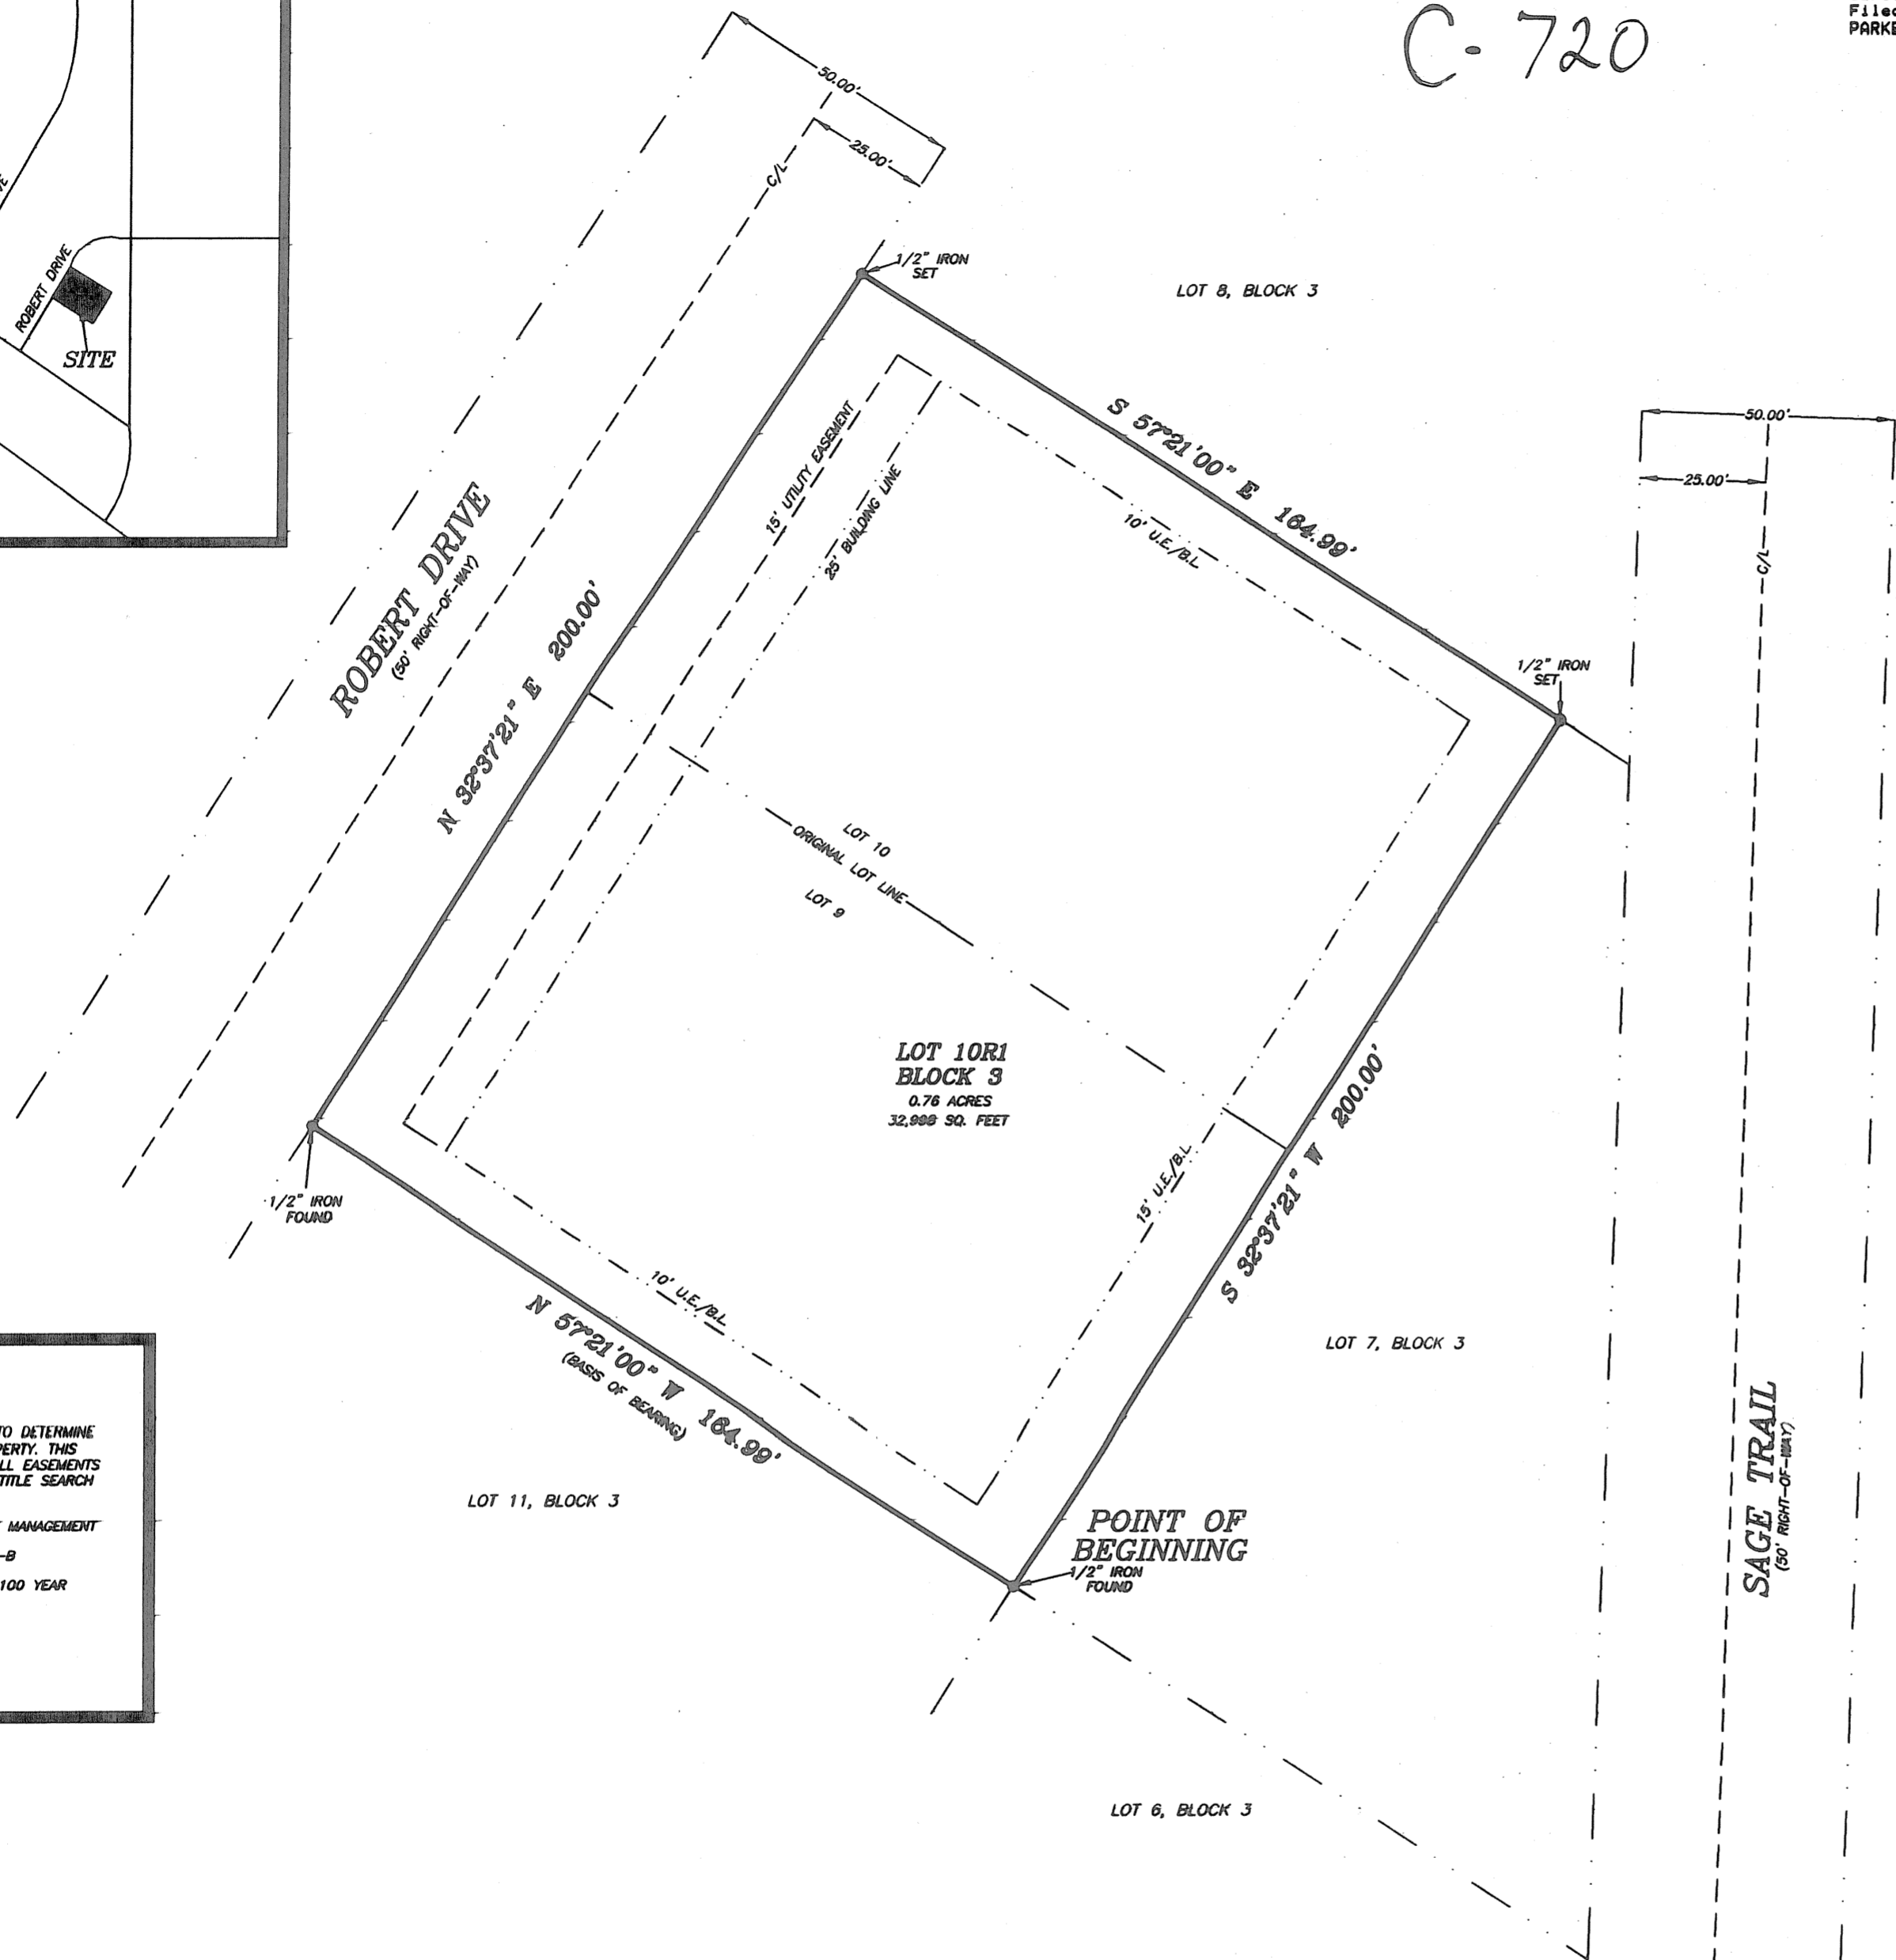 C-720
Filed
PARKE
50.00'
25.00'
C/L
1/2" IRON
SET
LOT 8, BLOCK 3
ROBERT DRIVE
SITE
S 57°21'00" E 164.99'
50.00'
25.00'
C/L
15' UTILITY EASEMENT
25' BUILDING LINE
10' U.E./B.L.
ROBERT DRIVE
(50' RIGHT-OF-WAY)
N 32°37'21" E 200.00'
1/2" IRON
SET
LOT 10
ORIGINAL LOT LINE
LOT 9
LOT 10R1
BLOCK 3
0.76 ACRES
32,998 SQ. FEET
S 32°37'21" W 200.00'
15' U.E./B.L.
1/2" IRON
FOUND
10' U.E./B.L.
N 57°21'00" W 164.99'
(BASIS OF BEARING)
LOT 7, BLOCK 3
SAGE TRAIL
(50' RIGHT-OF-WAY)
TO DETERMINE
PERTY. THIS
LL EASEMENTS
TITLE SEARCH
MANAGEMENT
-B
100 YEAR
LOT 11, BLOCK 3
POINT OF
BEGINNING
1/2" IRON
FOUND
LOT 6, BLOCK 3